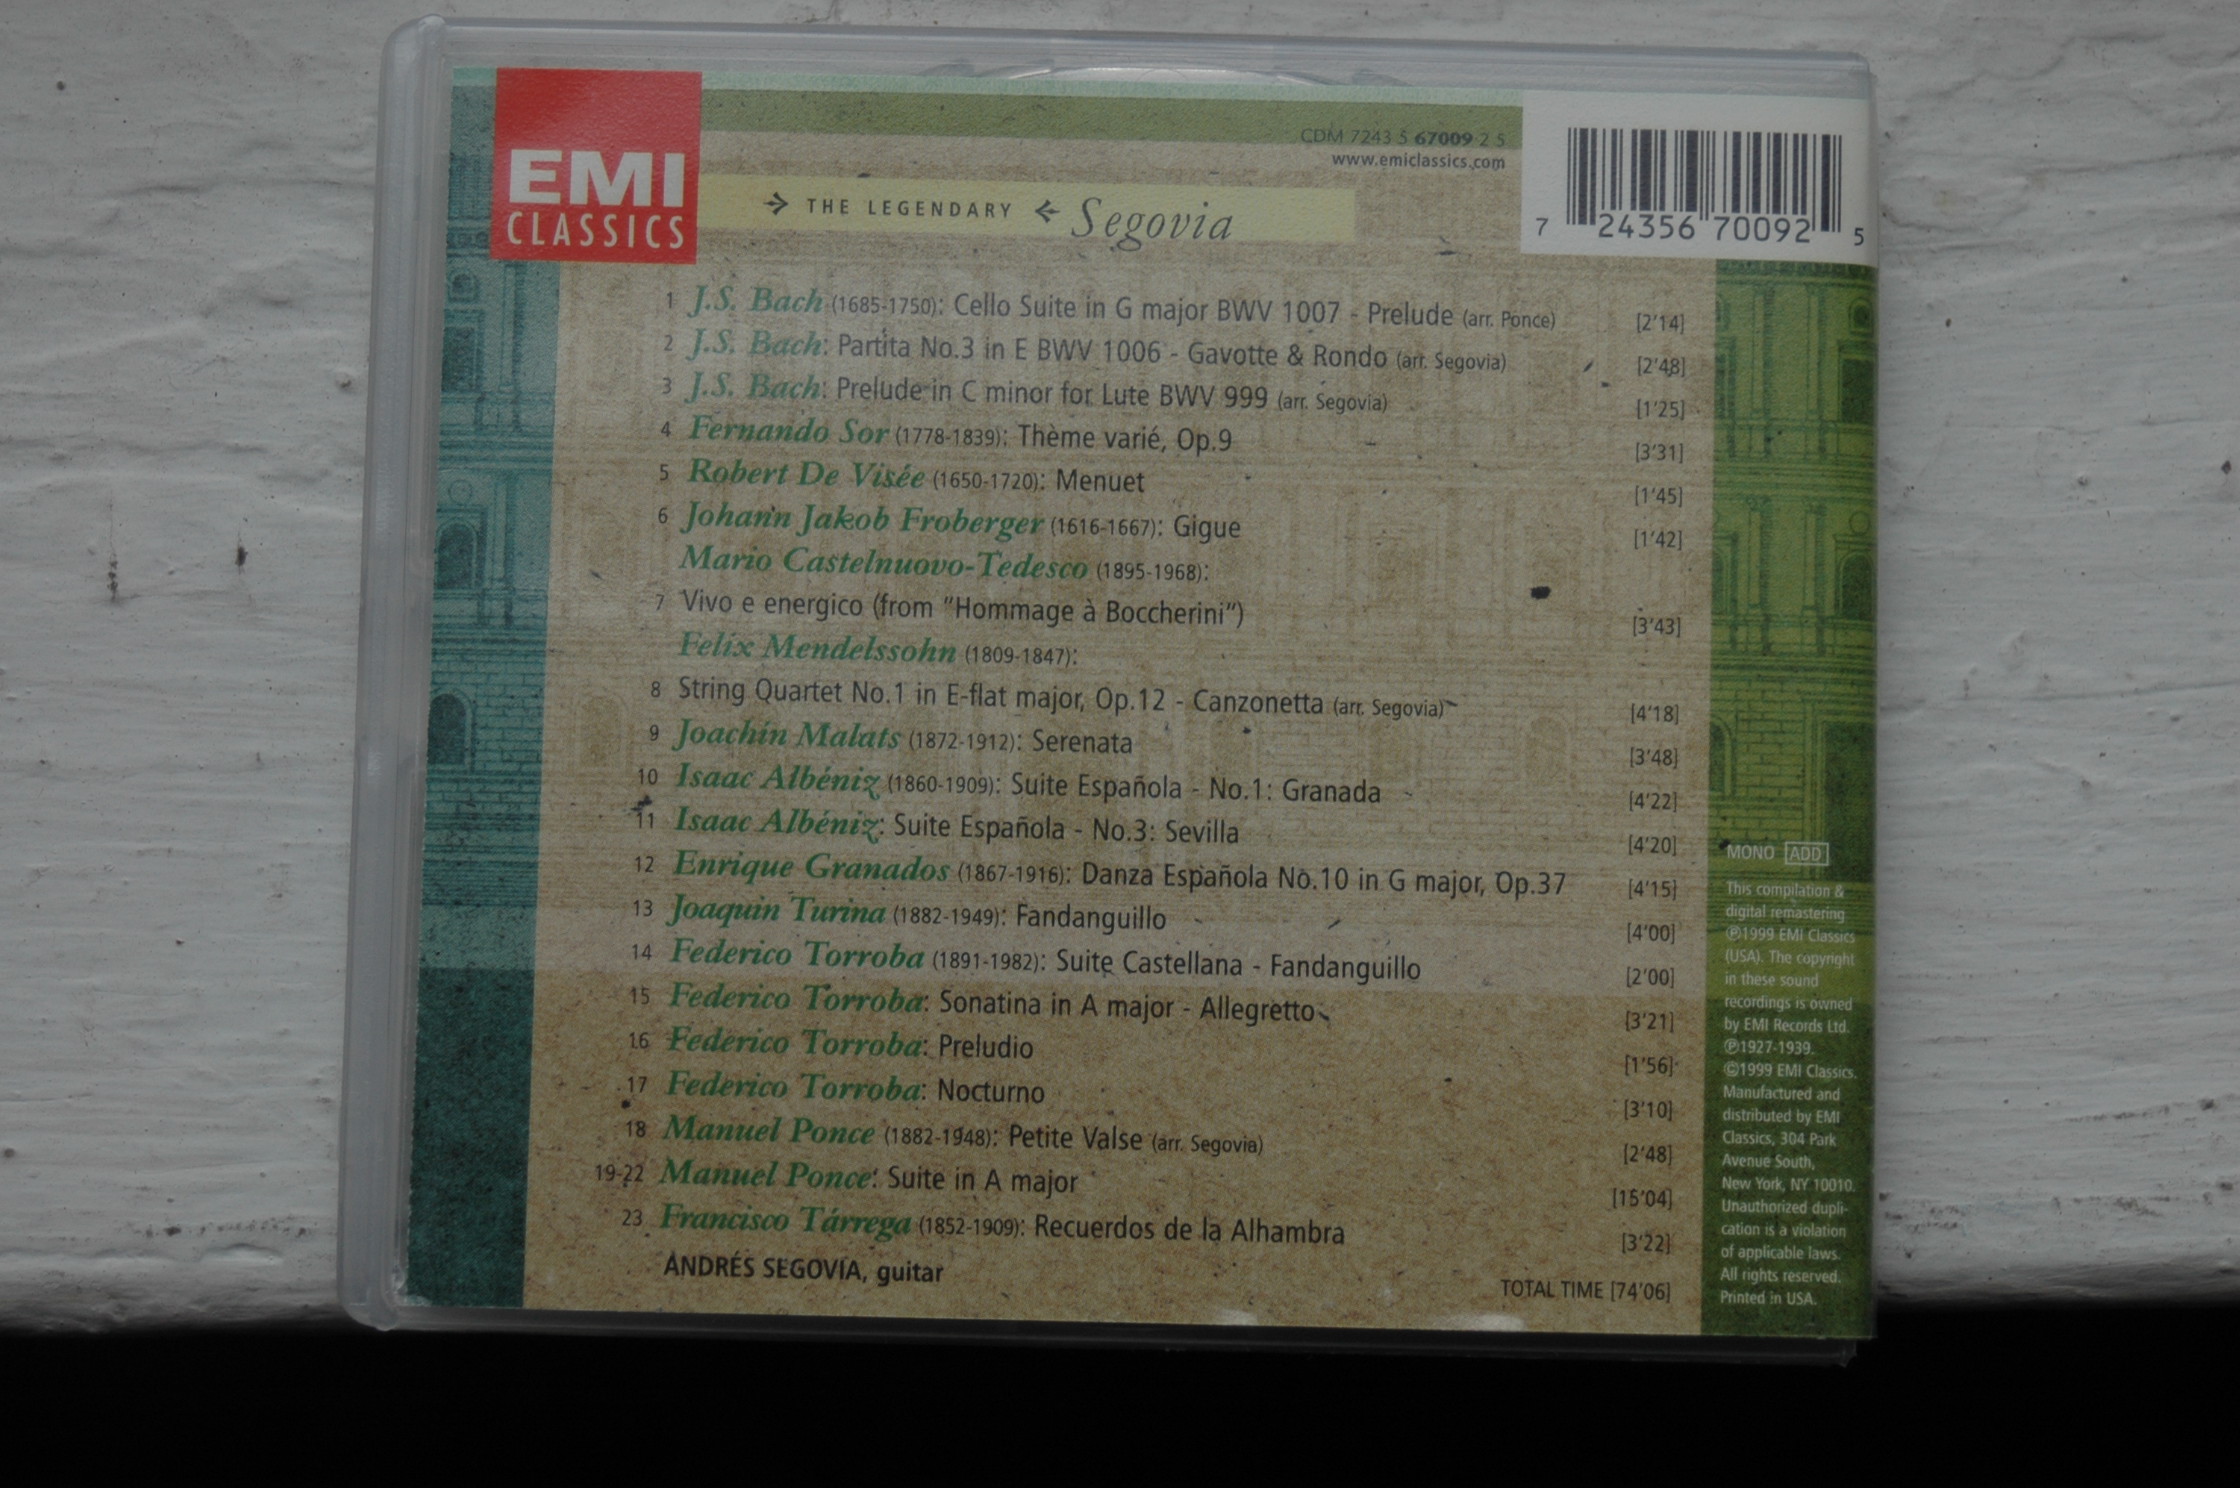 EMI
CLASSICS
CDM 7243 5 67009 2 5
www.emiclassics.com
THE LEGENDARY Segovia
7 24356 70092 5
1 J.S. Bach (1685-1750): Cello Suite in G major BWV 1007 - Prelude (arr. Ponce) [2'14]
2 J.S. Bach: Partita No.3 in E BWV 1006 - Gavotte & Rondo (arr. Segovia) [2'48]
3 J.S. Bach: Prelude in C minor for Lute BWV 999 (arr. Segovia) [1'25]
4 Fernando Sor (1778-1839): Thème varié, Op.9 [3'31]
5 Robert De Visée (1650-1720): Menuet [1'45]
6 Johann Jakob Froberger (1616-1667): Gigue [1'42]
Mario Castelnuovo-Tedesco (1895-1968):
7 Vivo e energico (from "Hommage à Boccherini") [3'43]
Felix Mendelssohn (1809-1847):
8 String Quartet No.1 in E-flat major, Op.12 - Canzonetta (arr. Segovia) [4'18]
9 Joachín Malats (1872-1912): Serenata [3'48]
10 Isaac Albéniz (1860-1909): Suite Española - No.1: Granada [4'22]
11 Isaac Albéniz: Suite Española - No.3: Sevilla [4'20]
12 Enrique Granados (1867-1916): Danza Española No.10 in G major, Op.37 [4'15]
13 Joaquin Turina (1882-1949): Fandanguillo [4'00]
14 Federico Torroba (1891-1982): Suite Castellana - Fandanguillo [2'00]
15 Federico Torroba: Sonatina in A major - Allegretto [3'21]
16 Federico Torroba: Preludio [1'56]
17 Federico Torroba: Nocturno [3'10]
18 Manuel Ponce (1882-1948): Petite Valse (arr. Segovia) [2'48]
19-22 Manuel Ponce: Suite in A major [15'04]
23 Francisco Tárrega (1852-1909): Recuerdos de la Alhambra [3'22]
ANDRÉS SEGOVIA, guitar
TOTAL TIME [74'06]
MONO ADD
This compilation &
digital remastering
℗1999 EMI Classics
(USA). The copyright
in these sound
recordings is owned
by EMI Records Ltd.
℗1927-1939.
©1999 EMI Classics.
Manufactured and
distributed by EMI
Classics, 304 Park
Avenue South,
New York, NY 10010.
Unauthorized dupli-
cation is a violation
of applicable laws.
All rights reserved.
Printed in USA.